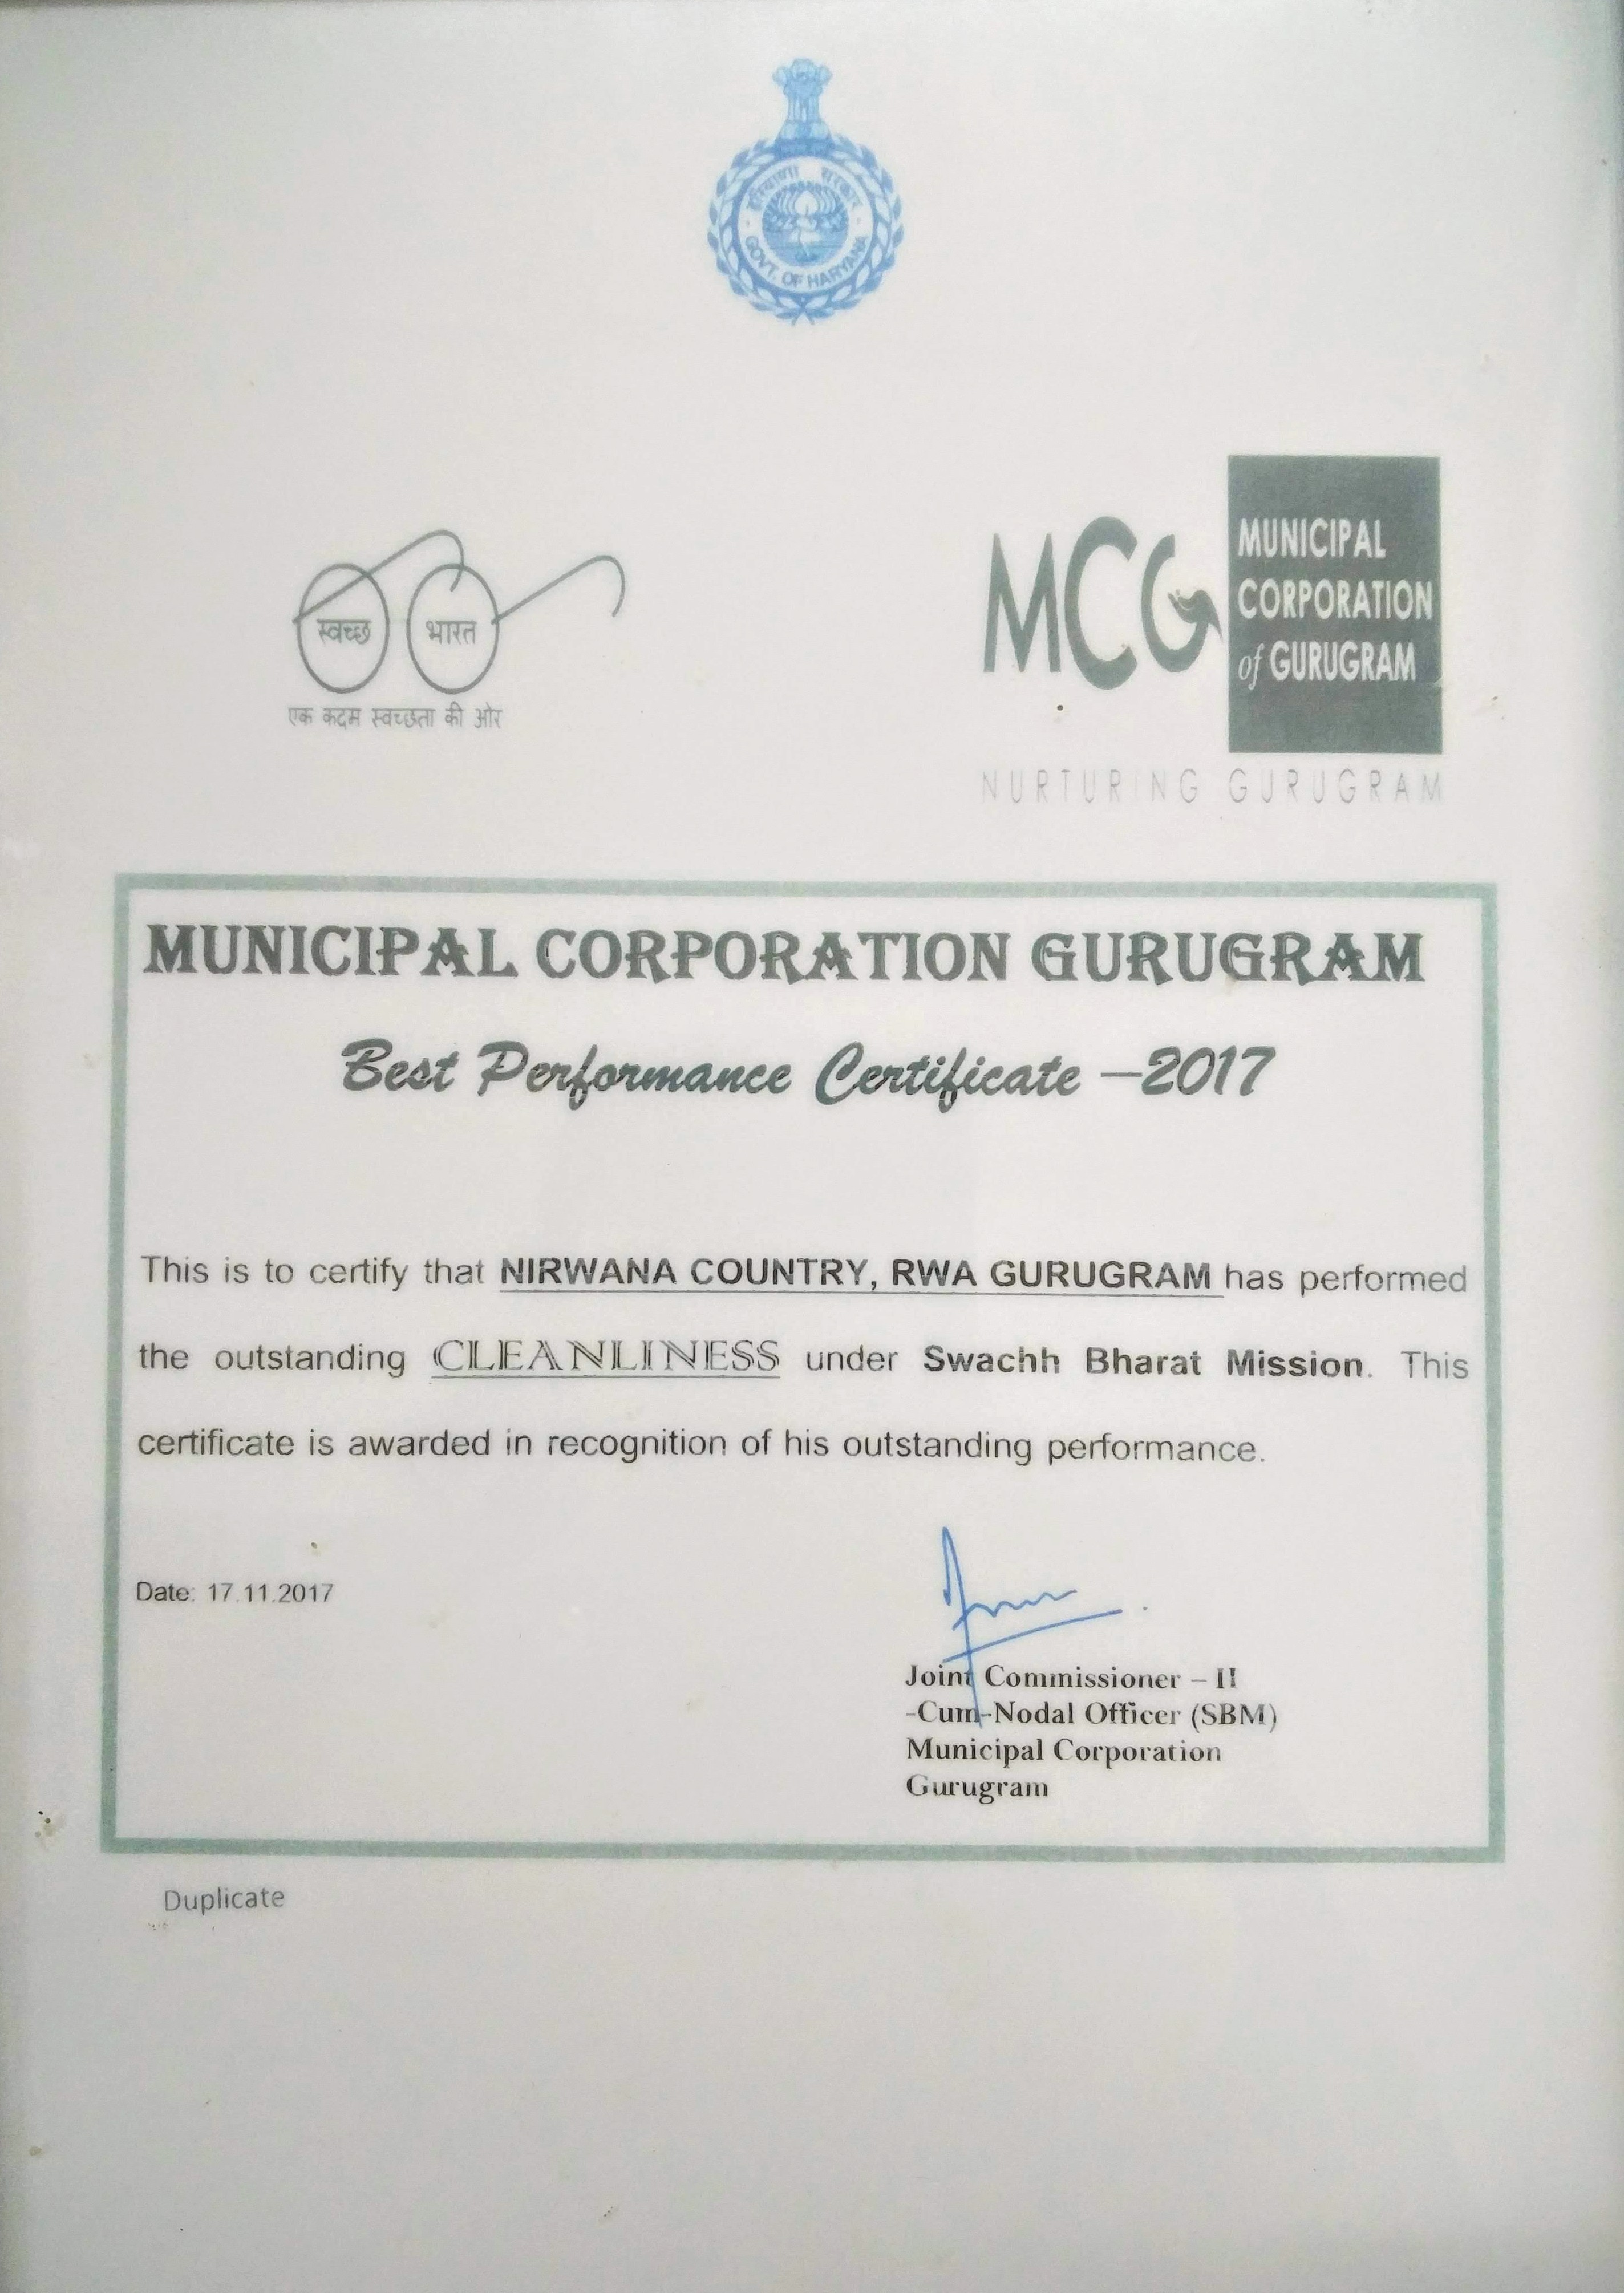 हरियाणा सरकार
GOVT. OF HARYANA
स्वच्छ भारत
एक कदम स्वच्छता की ओर
MCG
MUNICIPAL
CORPORATION
of GURUGRAM
NURTURING GURUGRAM
MUNICIPAL CORPORATION GURUGRAM
Best Performance Certificate –2017
This is to certify that NIRWANA COUNTRY, RWA GURUGRAM has performed
the outstanding CLEANLINESS under Swachh Bharat Mission. This
certificate is awarded in recognition of his outstanding performance.
Date: 17.11.2017
Joint Commissioner – II
-Cum-Nodal Officer (SBM)
Municipal Corporation
Gurugram
Duplicate